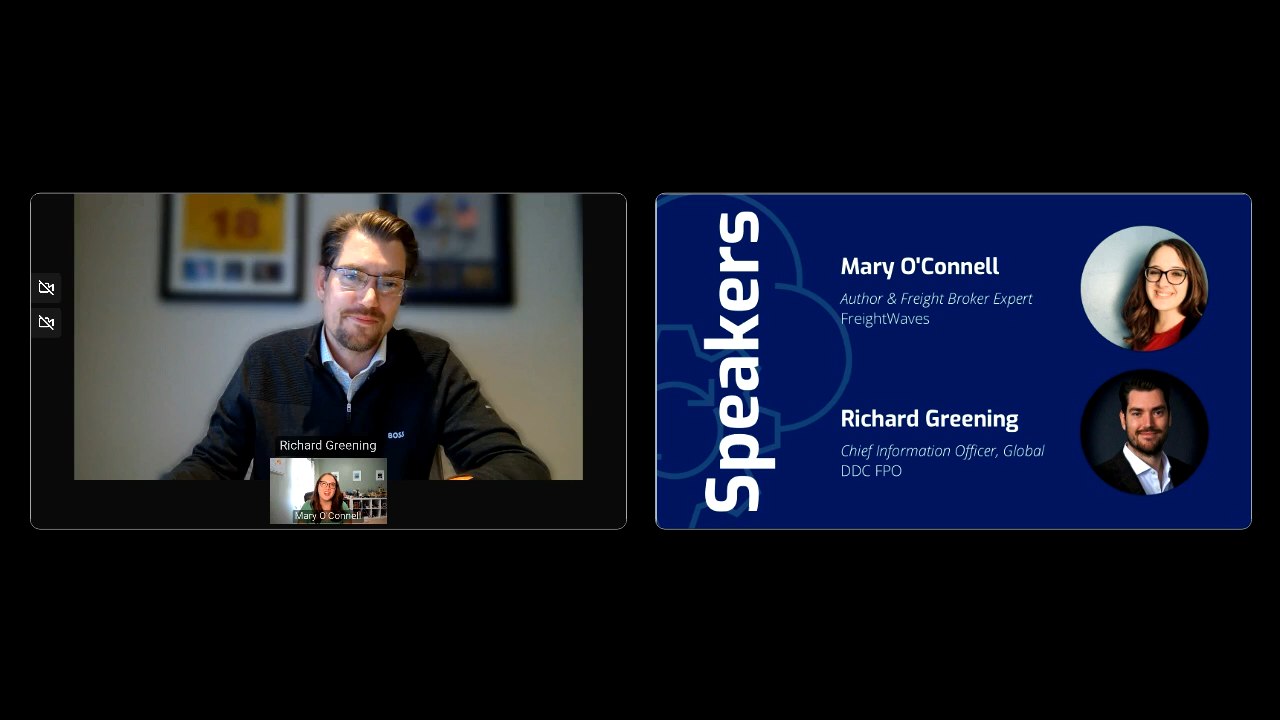 18
BOSS
Richard Greening
Mary O'Connell
Speakers
Mary O'Connell
Author & Freight Broker Expert
FreightWaves
Richard Greening
Chief Information Officer, Global
DDC FPO